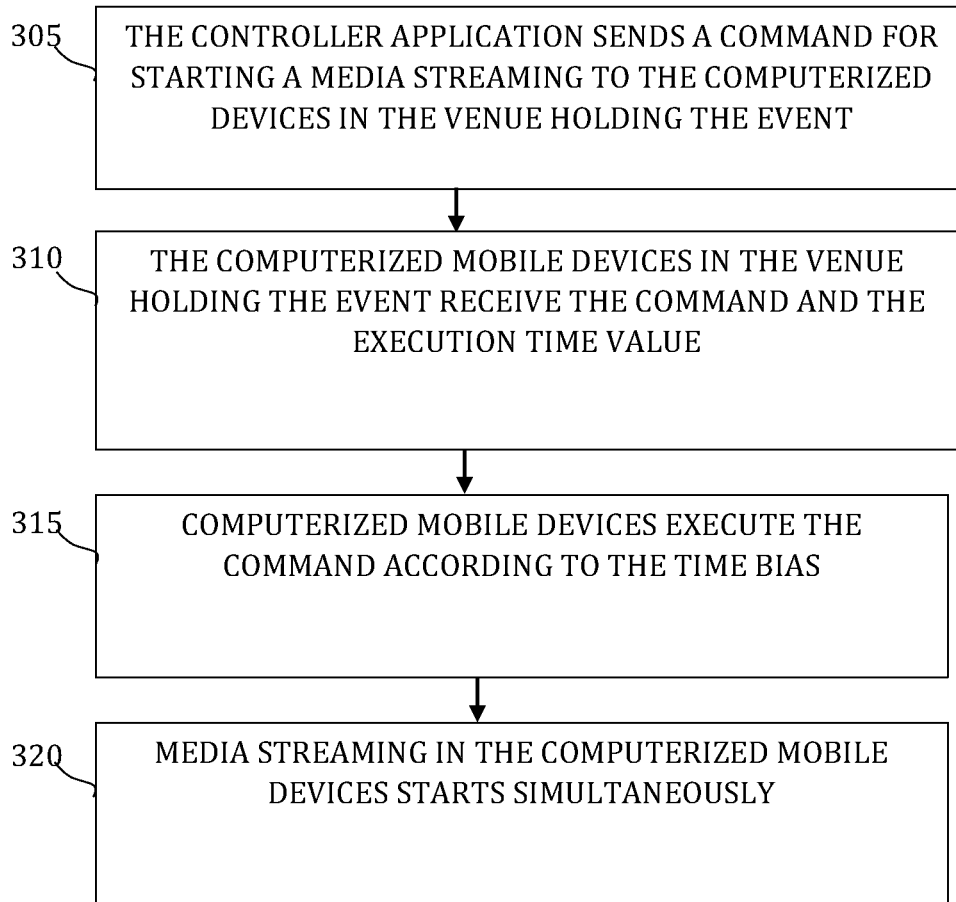 305
THE CONTROLLER APPLICATION SENDS A COMMAND FOR
STARTING A MEDIA STREAMING TO THE COMPUTERIZED
DEVICES IN THE VENUE HOLDING THE EVENT
310
THE COMPUTERIZED MOBILE DEVICES IN THE VENUE
HOLDING THE EVENT RECEIVE THE COMMAND AND THE
EXECUTION TIME VALUE
315
COMPUTERIZED MOBILE DEVICES EXECUTE THE
COMMAND ACCORDING TO THE TIME BIAS
320
MEDIA STREAMING IN THE COMPUTERIZED MOBILE
DEVICES STARTS SIMULTANEOUSLY